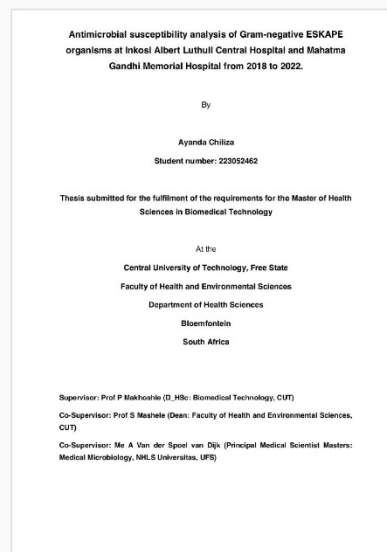 Antimicrobial susceptibility analysis of Gram-negative ESKAPE
organisms at Inkosi Albert Luthuli Central Hospital and Mahatma
Gandhi Memorial Hospital from 2018 to 2022.
By
Ayanda Chiliza
Student number: 223052462
Thesis submitted for the fulfilment of the requirements for the Master of Health
Sciences in Biomedical Technology
At the
Central University of Technology, Free State
Faculty of Health and Environmental Sciences
Department of Health Sciences
Bloemfontein
South Africa
Supervisor: Prof P Makhoahle (D_HSc: Biomedical Technology, CUT)
Co-Supervisor: Prof S Mashele (Dean: Faculty of Health and Environmental Sciences,
CUT)
Co-Supervisor: Me A Van der Spoel van Dijk (Principal Medical Scientist Masters:
Medical Microbiology, NHLS Universitas, UFS)